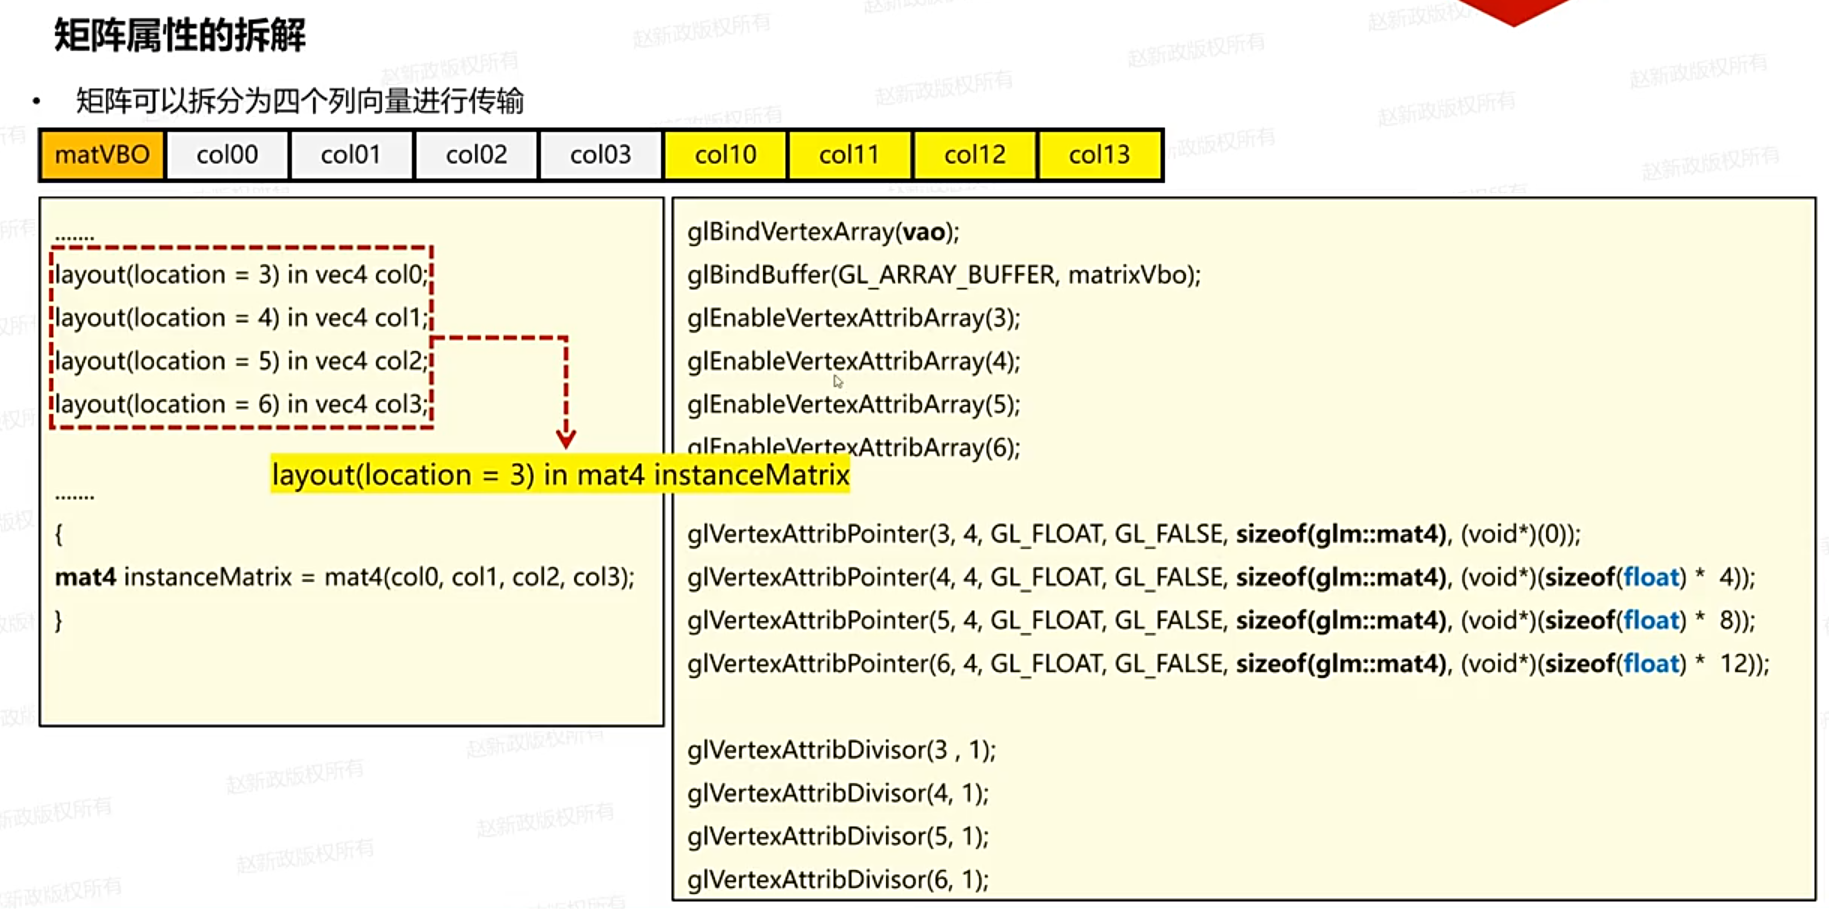 矩阵属性的拆解
• 矩阵可以拆分为四个列向量进行传输
matVBO col00 col01 col02 col03 col10 col11 col12 col13
.......
layout(location = 3) in vec4 col0;
layout(location = 4) in vec4 col1;
layout(location = 5) in vec4 col2;
layout(location = 6) in vec4 col3;
layout(location = 3) in mat4 instanceMatrix
.......
{
mat4 instanceMatrix = mat4(col0, col1, col2, col3);
}
glBindVertexArray(vao);
glBindBuffer(GL_ARRAY_BUFFER, matrixVbo);
glEnableVertexAttribArray(3);
glEnableVertexAttribArray(4);
glEnableVertexAttribArray(5);
glEnableVertexAttribArray(6);
glVertexAttribPointer(3, 4, GL_FLOAT, GL_FALSE, sizeof(glm::mat4), (void*)(0));
glVertexAttribPointer(4, 4, GL_FLOAT, GL_FALSE, sizeof(glm::mat4), (void*)(sizeof(float) * 4));
glVertexAttribPointer(5, 4, GL_FLOAT, GL_FALSE, sizeof(glm::mat4), (void*)(sizeof(float) * 8));
glVertexAttribPointer(6, 4, GL_FLOAT, GL_FALSE, sizeof(glm::mat4), (void*)(sizeof(float) * 12));
glVertexAttribDivisor(3 , 1);
glVertexAttribDivisor(4, 1);
glVertexAttribDivisor(5, 1);
glVertexAttribDivisor(6, 1);
赵新政版权所有